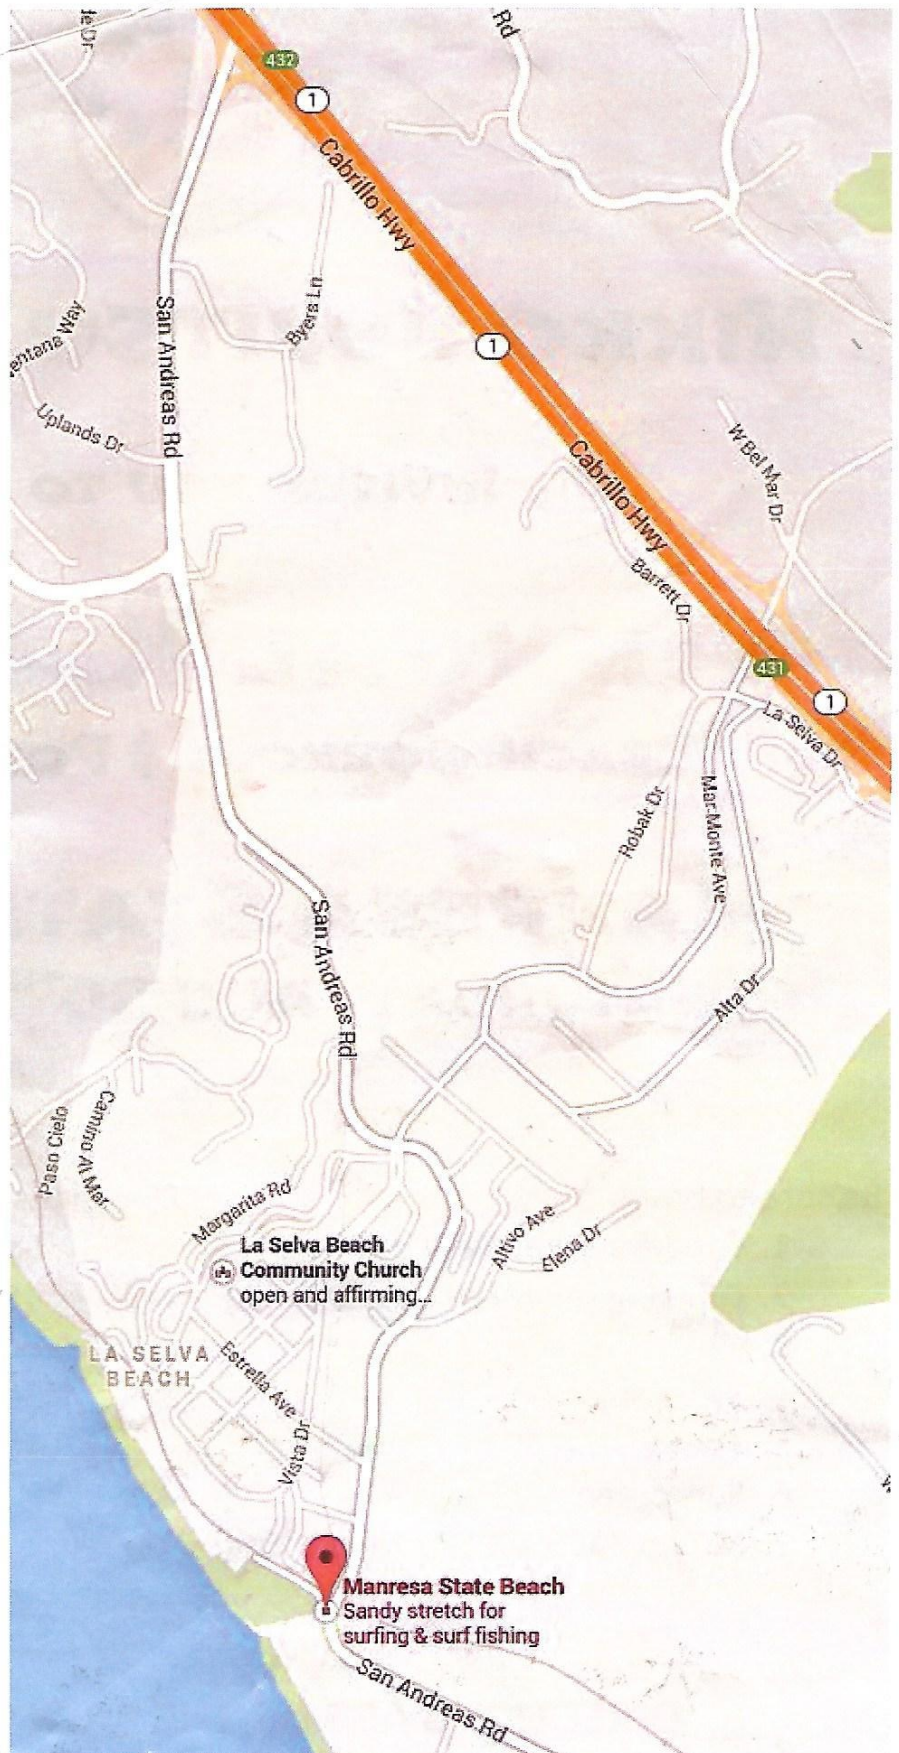 Rd
432
1
Cabrillo Hwy
Byers Ln
San Andreas Rd
1
Uplands Dr
W Bel Mar Dr
Cabrillo Hwy
Barrett Dr
431
1
La Selva Dr
Robak Dr
Mar Monte Ave
San Andreas Rd
Alta Dr
Paso Cielo
Camino Al Mar
Margarita Rd
Altivo Ave
Elena Dr
La Selva Beach
Community Church
open and affirming...
LA SELVA
BEACH
Estrella Ave
Vista Dr
Manresa State Beach
Sandy stretch for
surfing & surf fishing
San Andreas Rd